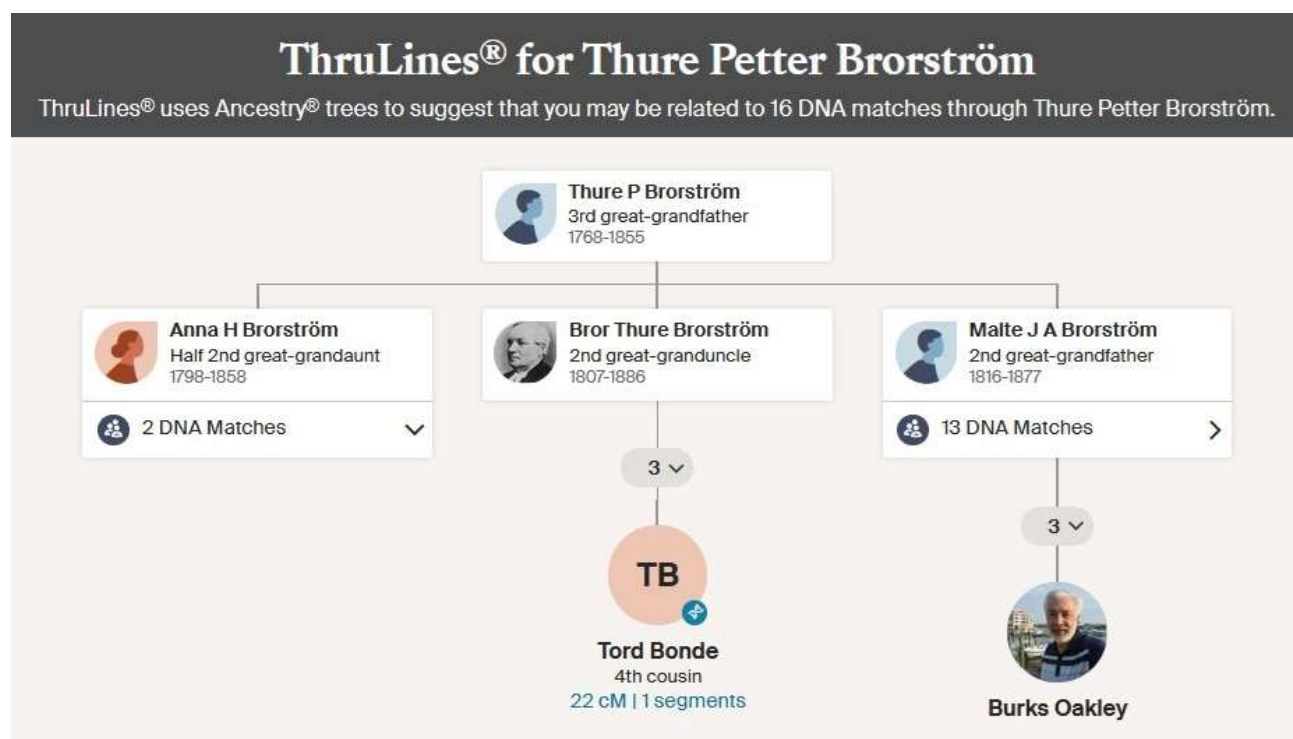 ThruLines® for Thure Petter Brorström
ThruLines® uses Ancestry® trees to suggest that you may be related to 16 DNA matches through Thure Petter Brorström.
Thure P Brorström
3rd great-grandfather
1768-1855
Anna H Brorström
Half 2nd great-grandaunt
1798-1858
2 DNA Matches
Bror Thure Brorström
2nd great-granduncle
1807-1886
Malte J A Brorström
2nd great-grandfather
1816-1877
13 DNA Matches
3
TB
Tord Bonde
4th cousin
22 cM | 1 segments
3
Burks Oakley